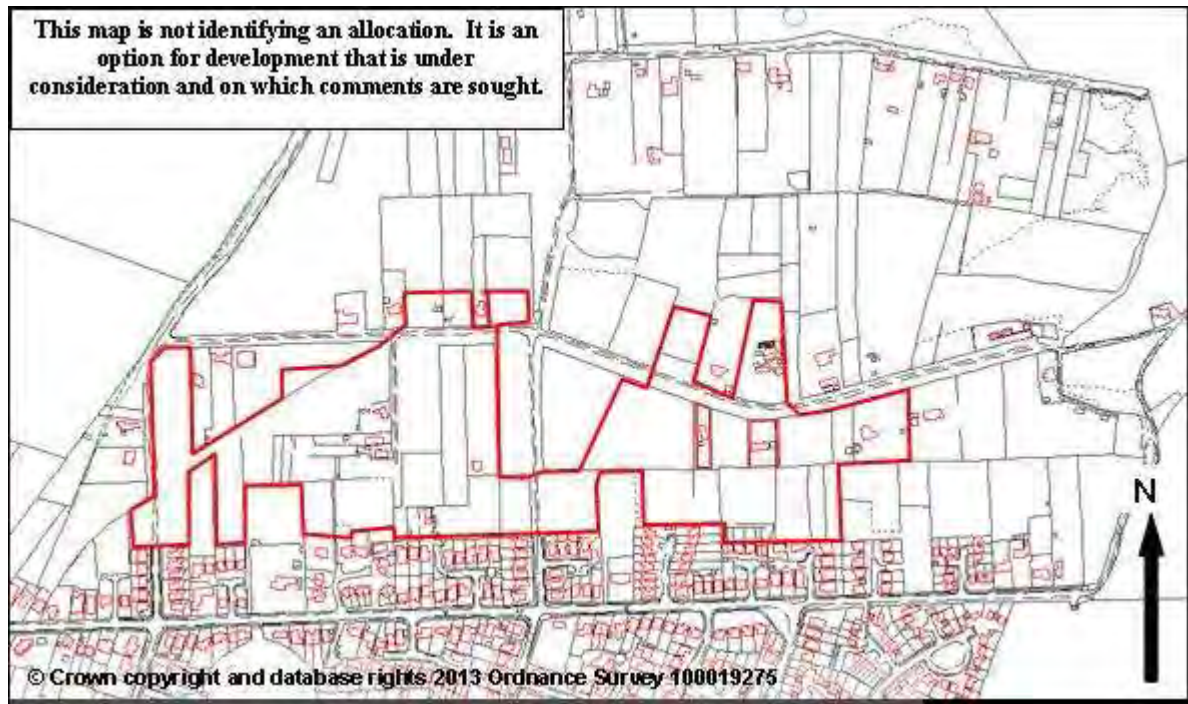 This map is not identifying an allocation. It is an
option for development that is under
consideration and on which comments are sought.
N
© Crown copyright and database rights 2013 Ordnance Survey 100019275